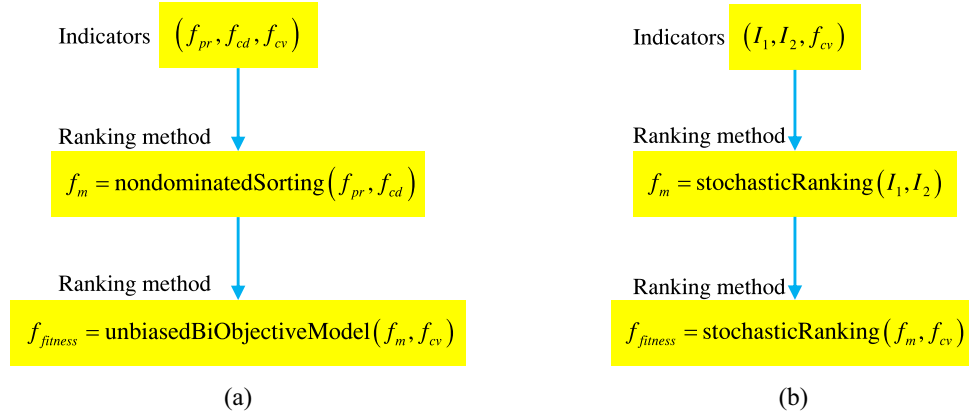 Indicators (f_pr, f_cd, f_cv)
Ranking method
f_m = nondominatedSorting(f_pr, f_cd)
Ranking method
f_fitness = unbiasedBiObjectiveModel(f_m, f_cv)
(a)
Indicators (I_1, I_2, f_cv)
Ranking method
f_m = stochasticRanking(I_1, I_2)
Ranking method
f_fitness = stochasticRanking(f_m, f_cv)
(b)